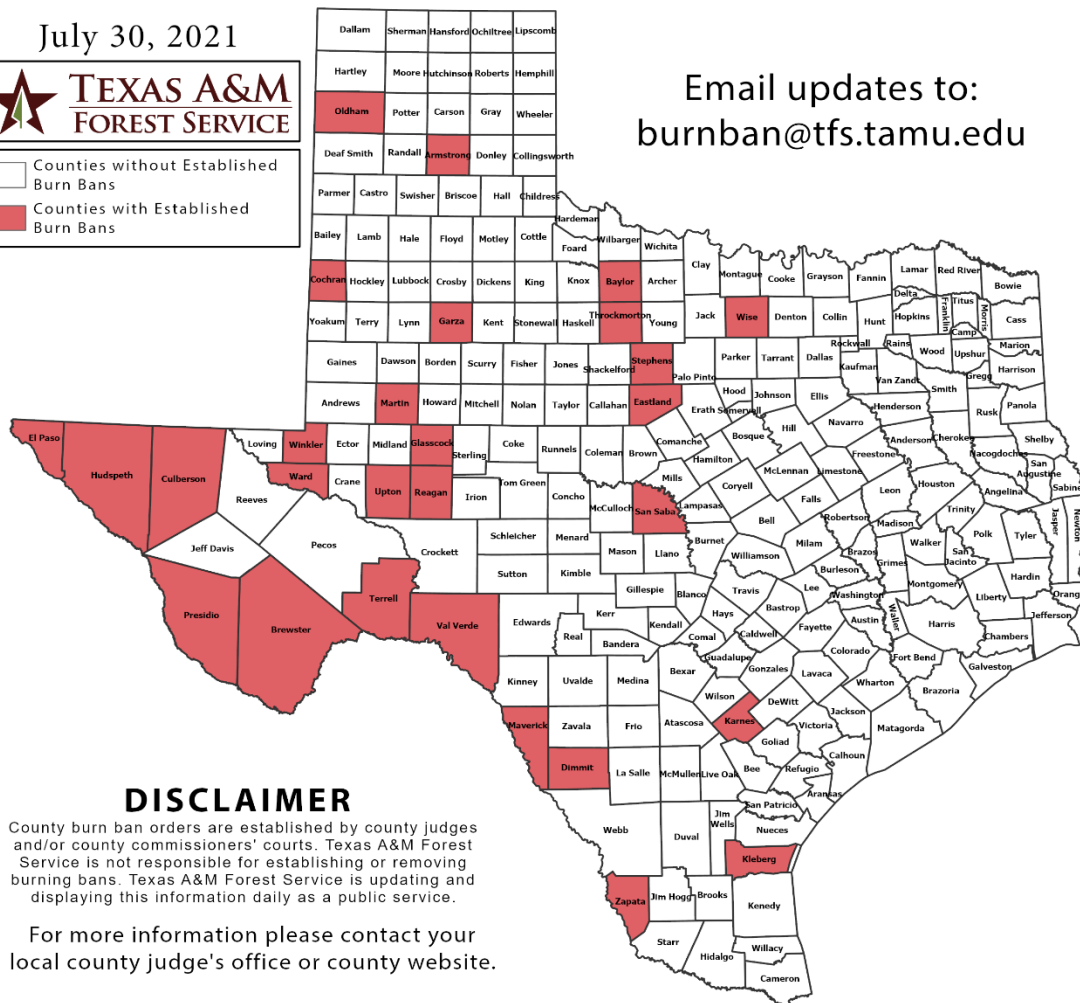 July 30, 2021
TEXAS A&M
FOREST SERVICE
Counties without Established
Burn Bans
Counties with Established
Burn Bans
Email updates to:
burnban@tfs.tamu.edu
Dallam Sherman Hansford Ochiltree Lipscomb
Hartley Moore Hutchinson Roberts Hemphill
Oldham Potter Carson Gray Wheeler
Deaf Smith Randall Armstrong Donley Collingsworth
Parmer Castro Swisher Briscoe Hall Childress
Hardeman
Bailey Lamb Hale Floyd Motley Cottle Foard Wilbarger Wichita
Clay Montague Cooke Grayson Fannin Lamar Red River Bowie
Cochran Hockley Lubbock Crosby Dickens King Knox Baylor Archer
Delta Franklin Titus Morris
Yoakum Terry Lynn Garza Kent Stonewall Haskell Throckmorton Young Jack Wise Denton Collin Hunt Hopkins Camp Cass
Rockwall Rains Wood Upshur Marion
Gaines Dawson Borden Scurry Fisher Jones Shackelford Stephens Palo Pinto Parker Tarrant Dallas Kaufman Van Zandt Smith Gregg Harrison
Andrews Martin Howard Mitchell Nolan Taylor Callahan Eastland Erath Hood Somervell Johnson Ellis Henderson Rusk Panola
El Paso Hudspeth Culberson Reeves Loving Winkler Ector Midland Glasscock Sterling Coke Runnels Coleman Brown Comanche Bosque Hill Navarro Anderson Cherokee Nacogdoches Shelby
Ward Crane Upton Reagan Irion Tom Green Concho McCulloch San Saba Mills Hamilton Coryell McLennan Limestone Freestone Leon Houston Angelina San Augustine Sabine
Jeff Davis Pecos Crockett Schleicher Menard Mason Llano Lampasas Burnet Bell Falls Robertson Madison Trinity Polk Tyler Jasper Newton
Sutton Kimble Gillespie Blanco Williamson Milam Burleson Brazos Grimes Walker San Jacinto Hardin Orang
Presidio Brewster Terrell Val Verde Edwards Real Kerr Kendall Bandera Hays Travis Bastrop Lee Washington Waller Montgomery Liberty Jefferson
Comal Caldwell Fayette Austin Harris Chambers
Kinney Uvalde Medina Bexar Guadalupe Gonzales Lavaca Colorado Wharton Fort Bend Galveston Brazoria
Maverick Zavala Frio Atascosa Wilson Karnes DeWitt Victoria Jackson Matagorda
Dimmit La Salle McMullen Live Oak Bee Goliad Refugio Calhoun Aransas
Webb Duval Jim Wells San Patricio Nueces
Kleberg
Zapata Jim Hogg Brooks Kenedy
Starr Hidalgo Willacy
Cameron
DISCLAIMER
County burn ban orders are established by county judges
and/or county commissioners' courts. Texas A&M Forest
Service is not responsible for establishing or removing
burning bans. Texas A&M Forest Service is updating and
displaying this information daily as a public service.
For more information please contact your
local county judge's office or county website.